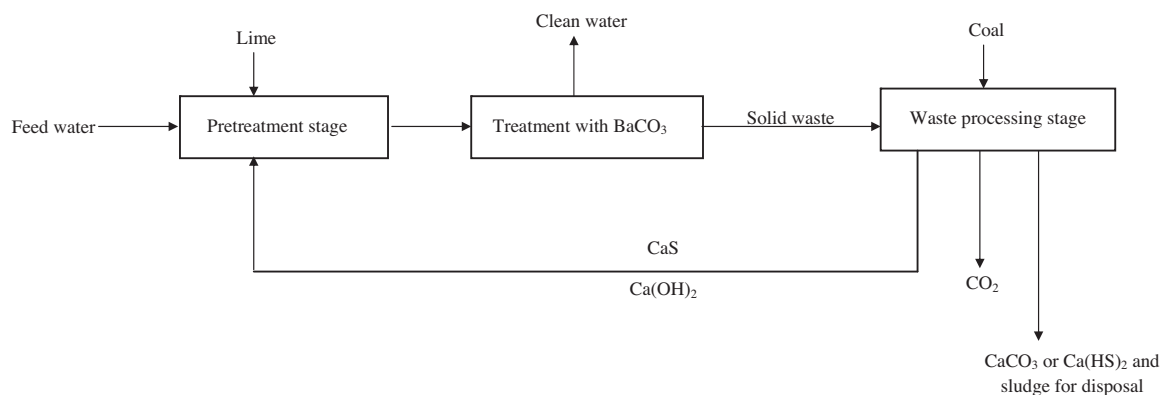 Clean water
Lime
Coal
Feed water
Pretreatment stage
Treatment with BaCO₃
Solid waste
Waste processing stage
CaS
Ca(OH)₂
CO₂
CaCO₃ or Ca(HS)₂ and
sludge for disposal